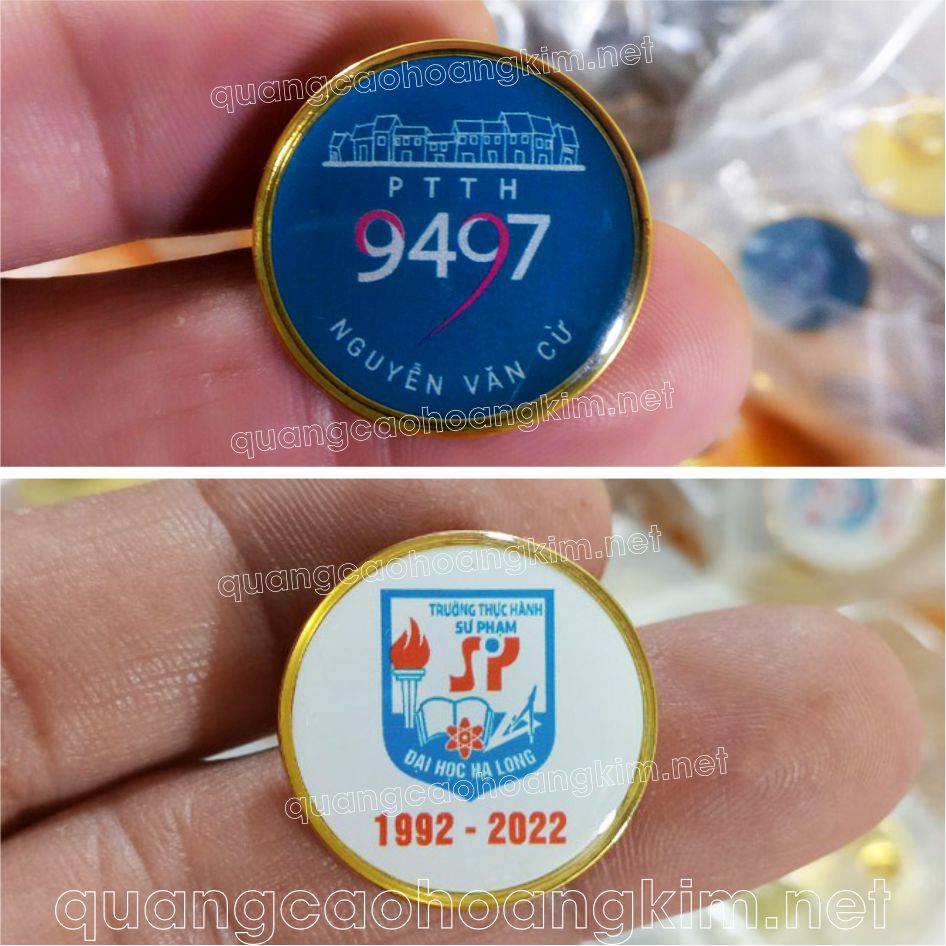 quangcaohoangkim.net
PTTH
9497
NGUYỄN VĂN CỪ
quangcaohoangkim.net
quangcaohoangkim.net
TRƯỜNG THỰC HÀNH
SƯ PHẠM
SP
ĐẠI HỌC HẠ LONG
quangcaohoangkim.net
1992 - 2022
quangcaohoangkim.net